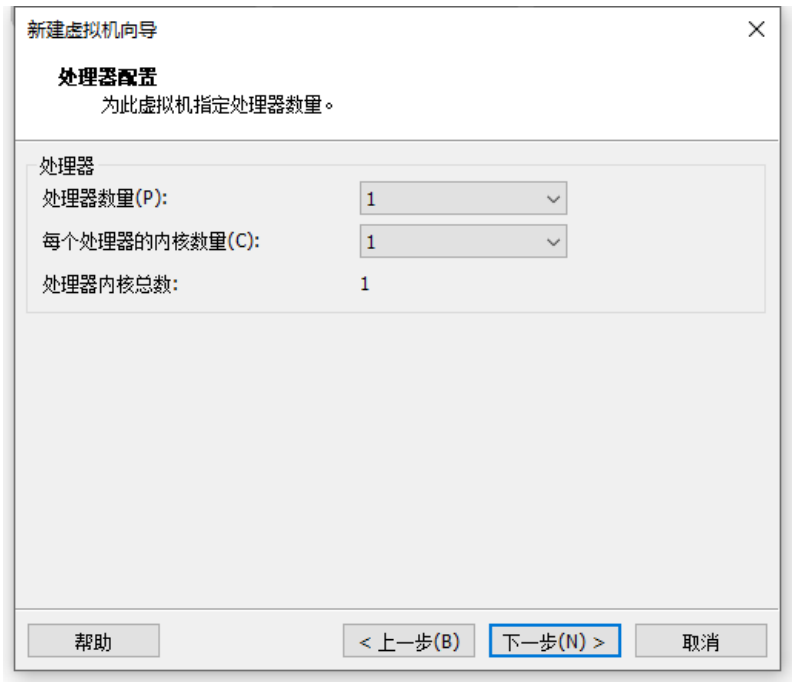 新建虚拟机向导
处理器配置
为此虚拟机指定处理器数量。
处理器
处理器数量(P): 1
每个处理器的内核数量(C): 1
处理器内核总数: 1
帮助 < 上一步(B) 下一步(N) > 取消